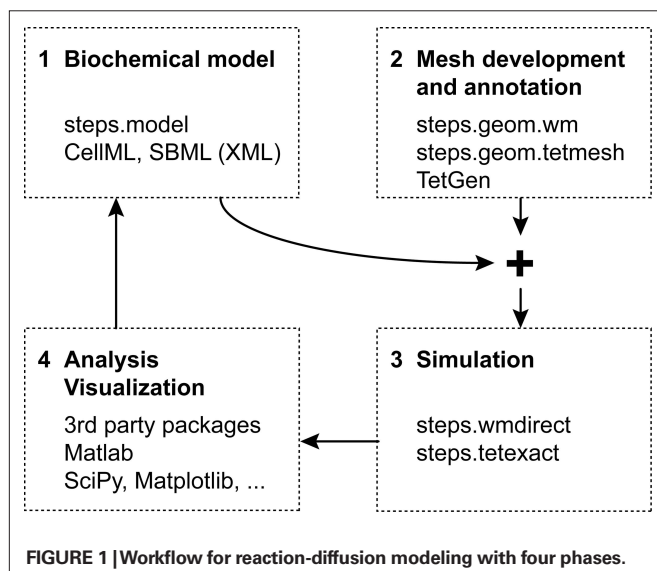 1 Biochemical model
steps.model
CellML, SBML (XML)
2 Mesh development
and annotation
steps.geom.wm
steps.geom.tetmesh
TetGen
+
4 Analysis
Visualization
3rd party packages
Matlab
SciPy, Matplotlib, ...
3 Simulation
steps.wmdirect
steps.tetexact
FIGURE 1 | Workflow for reaction-diffusion modeling with four phases.